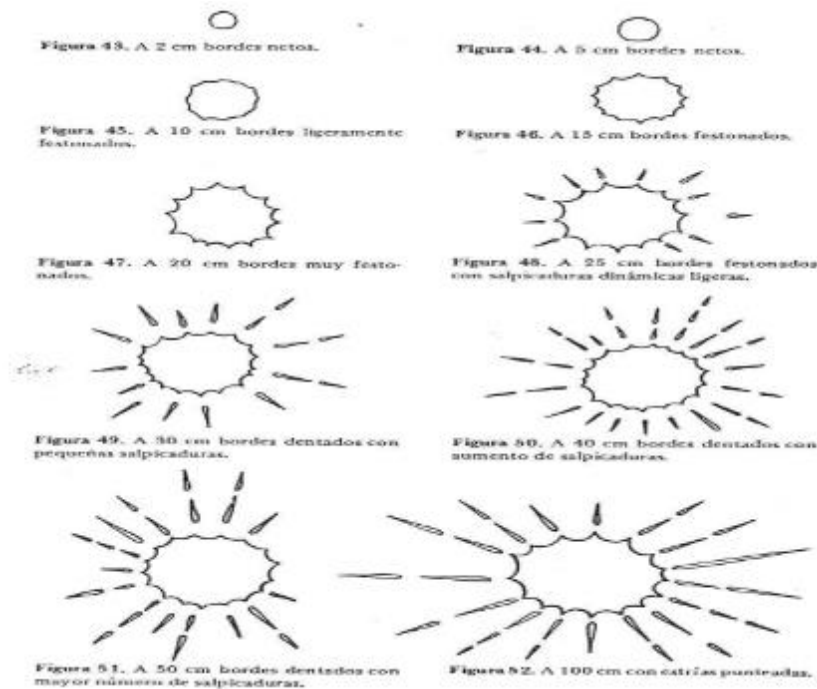 Figura 43. A 2 cm bordes netos.
Figura 44. A 5 cm bordes netos.
Figura 45. A 10 cm bordes ligeramente
festonados.
Figura 46. A 15 cm bordes festonados.
Figura 47. A 20 cm bordes muy festo-
nados.
Figura 48. A 25 cm bordes festonados
con salpicaduras dinámicas ligeras.
Figura 49. A 30 cm bordes dentados con
pequeñas salpicaduras.
Figura 50. A 40 cm bordes dentados con
aumento de salpicaduras.
Figura 51. A 50 cm bordes dentados con
mayor número de salpicaduras.
Figura 52. A 100 cm con estrías punteadas.